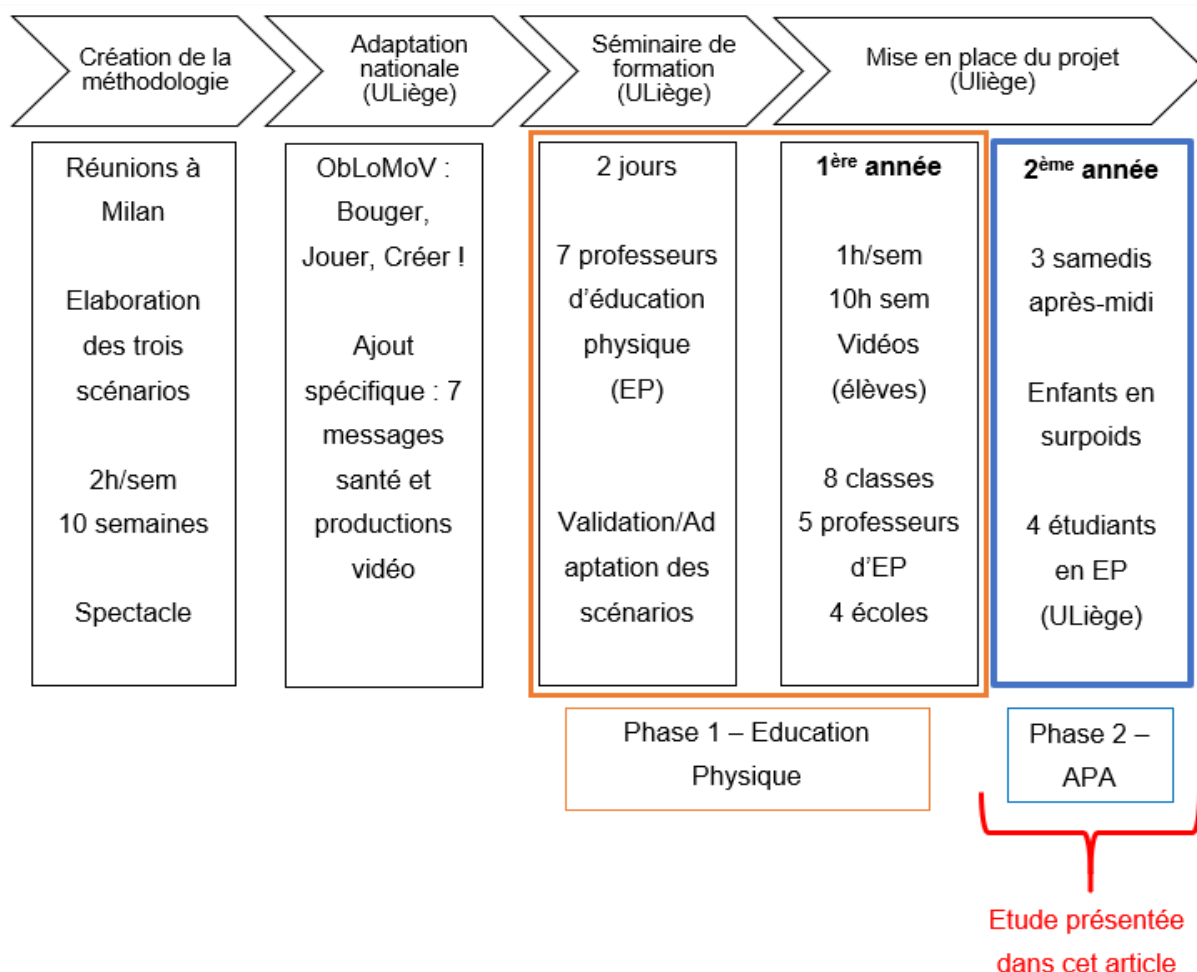 Création de la
méthodologie
Adaptation
nationale
(ULiège)
Séminaire de
formation
(ULiège)
Mise en place du projet
(Uliège)
Réunions à
Milan
Elaboration
des trois
scénarios
2h/sem
10 semaines
Spectacle
ObLoMoV :
Bouger,
Jouer, Créer !
Ajout
spécifique : 7
messages
santé et
productions
vidéo
2 jours
7 professeurs
d’éducation
physique
(EP)
Validation/Ad
aptation des
scénarios
1ère année
1h/sem
10h sem
Vidéos
(élèves)
8 classes
5 professeurs
d’EP
4 écoles
2ème année
3 samedis
après-midi
Enfants en
surpoids
4 étudiants
en EP
(ULiège)
Phase 1 – Education
Physique
Phase 2 –
APA
Etude présentée
dans cet article